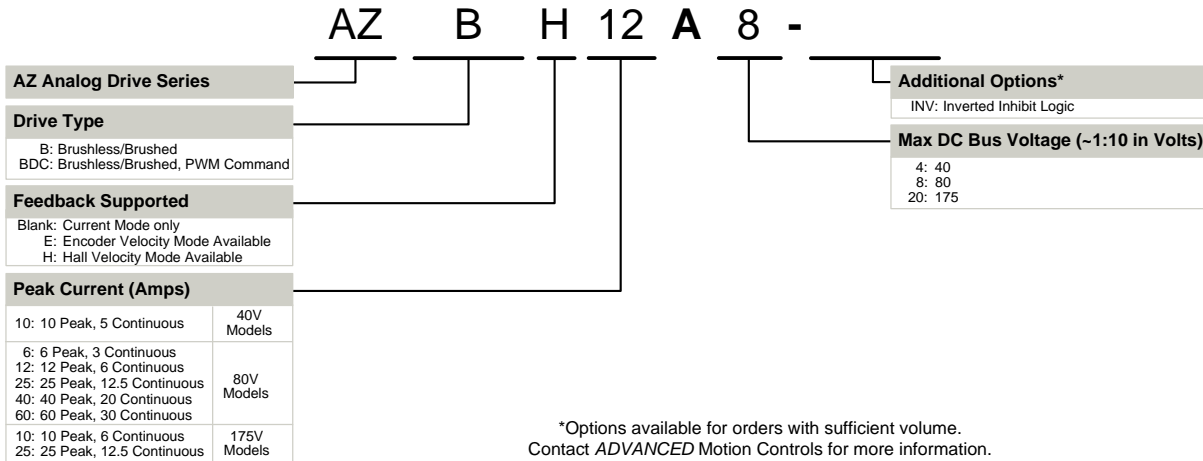 AZ B H 12 A 8 -
AZ Analog Drive Series
Drive Type
B: Brushless/Brushed
BDC: Brushless/Brushed, PWM Command
Feedback Supported
Blank: Current Mode only
E: Encoder Velocity Mode Available
H: Hall Velocity Mode Available
Peak Current (Amps)
10: 10 Peak, 5 Continuous
40V
Models
6: 6 Peak, 3 Continuous
12: 12 Peak, 6 Continuous
25: 25 Peak, 12.5 Continuous
40: 40 Peak, 20 Continuous
60: 60 Peak, 30 Continuous
80V
Models
10: 10 Peak, 6 Continuous
25: 25 Peak, 12.5 Continuous
175V
Models
Additional Options*
INV: Inverted Inhibit Logic
Max DC Bus Voltage (~1:10 in Volts)
4: 40
8: 80
20: 175
*Options available for orders with sufficient volume.
Contact ADVANCED Motion Controls for more information.